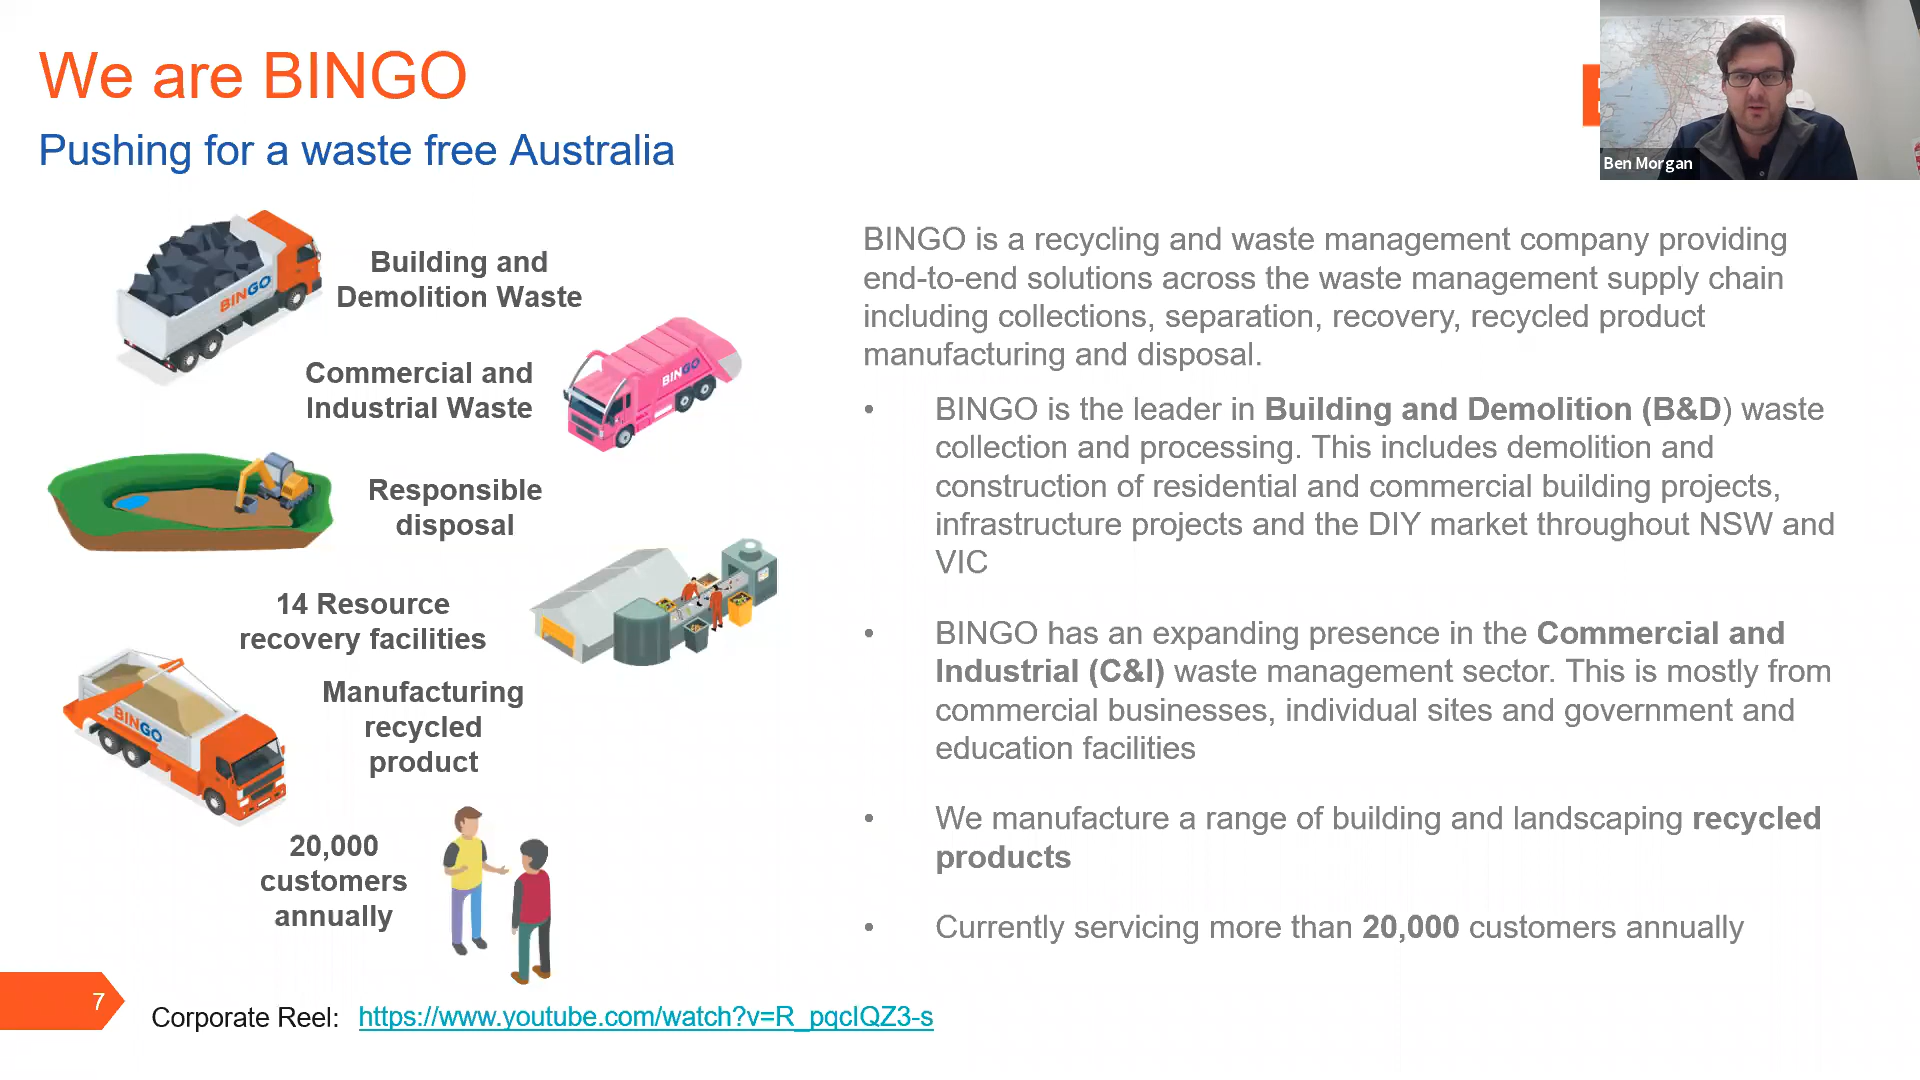 We are BINGO
Pushing for a waste free Australia
Ben Morgan
Building and
Demolition Waste
BINGO
Commercial and
Industrial Waste
BINGO
Responsible
disposal
14 Resource
recovery facilities
Manufacturing
recycled
product
BINGO
20,000
customers
annually
BINGO is a recycling and waste management company providing
end-to-end solutions across the waste management supply chain
including collections, separation, recovery, recycled product
manufacturing and disposal.
• BINGO is the leader in Building and Demolition (B&D) waste
collection and processing. This includes demolition and
construction of residential and commercial building projects,
infrastructure projects and the DIY market throughout NSW and
VIC
• BINGO has an expanding presence in the Commercial and
Industrial (C&I) waste management sector. This is mostly from
commercial businesses, individual sites and government and
education facilities
• We manufacture a range of building and landscaping recycled
products
• Currently servicing more than 20,000 customers annually
7
Corporate Reel: https://www.youtube.com/watch?v=R_pqcIQZ3-s